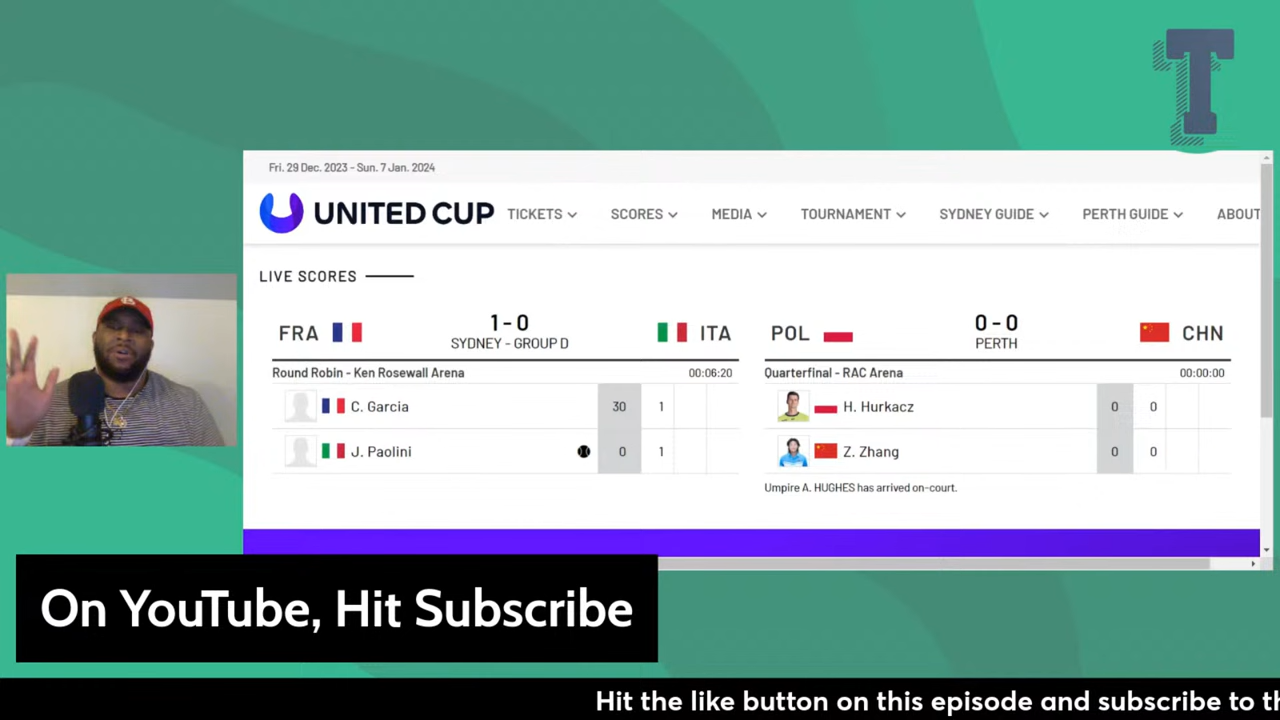 T
Fri. 29 Dec. 2023 - Sun. 7 Jan. 2024
UNITED CUP
TICKETS
SCORES
MEDIA
TOURNAMENT
SYDNEY GUIDE
PERTH GUIDE
ABOUT
LIVE SCORES
FRA
1 - 0
ITA
SYDNEY - GROUP D
Round Robin - Ken Rosewall Arena
00:06:20
C. Garcia
30
1
J. Paolini
0
1
POL
0 - 0
CHN
PERTH
Quarterfinal - RAC Arena
00:00:00
H. Hurkacz
0
0
Z. Zhang
0
0
Umpire A. HUGHES has arrived on-court.
On YouTube, Hit Subscribe
Hit the like button on this episode and subscribe to